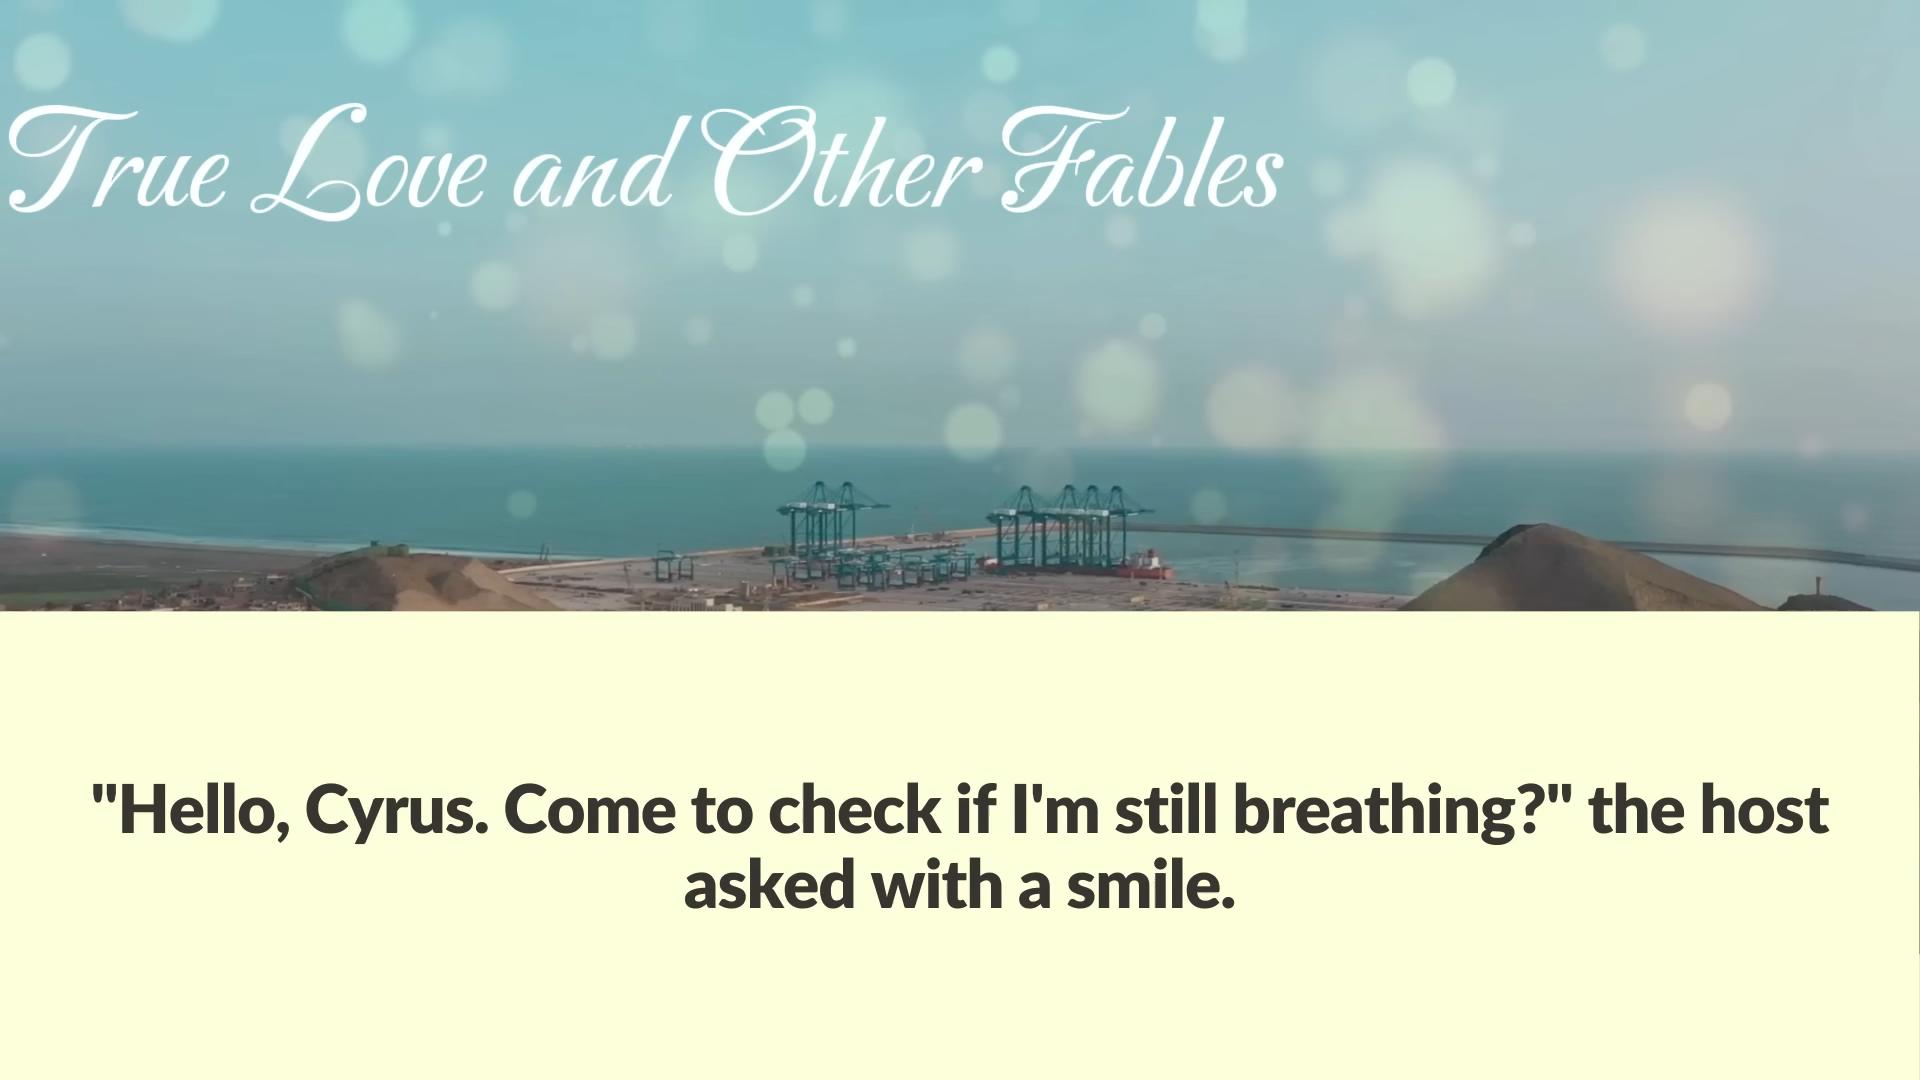 True Love and Other Fables
"Hello, Cyrus. Come to check if I'm still breathing?" the host
asked with a smile.